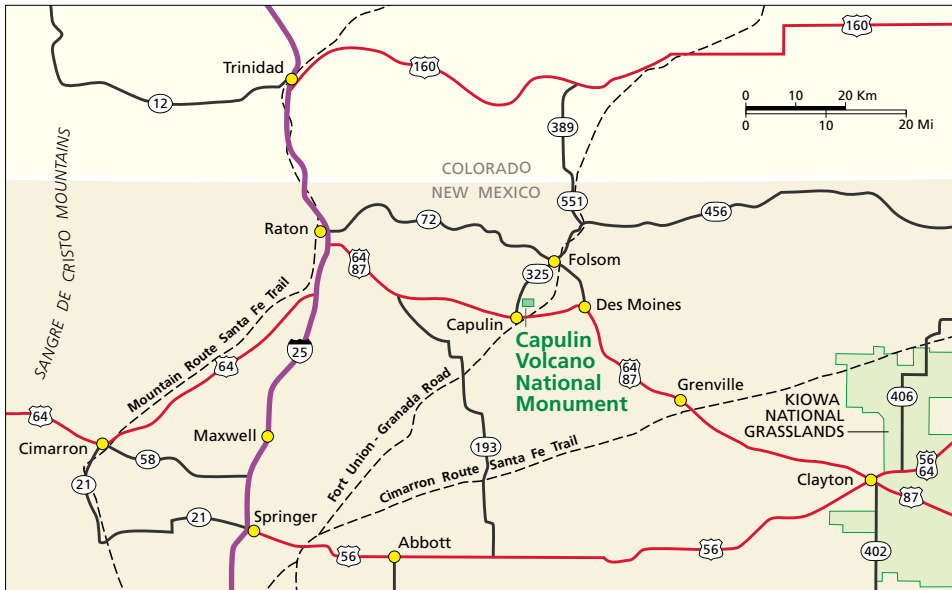 160
Trinidad
160
0 10 20 Km
0 10 20 Mi
12
389
COLORADO
NEW MEXICO
SANGRE DE CRISTO MOUNTAINS
551
456
72
Raton
64
87
Folsom
325
Des Moines
Capulin
Capulin
Volcano
National
Monument
Mountain Route Santa Fe Trail
64
25
64
87
Grenville
KIOWA
NATIONAL
GRASSLANDS
406
64
Cimarron
Maxwell
Fort Union-Granada Road
193
Cimarron Route Santa Fe Trail
58
21
56
64
Clayton
87
21
Springer
56
Abbott
56
402